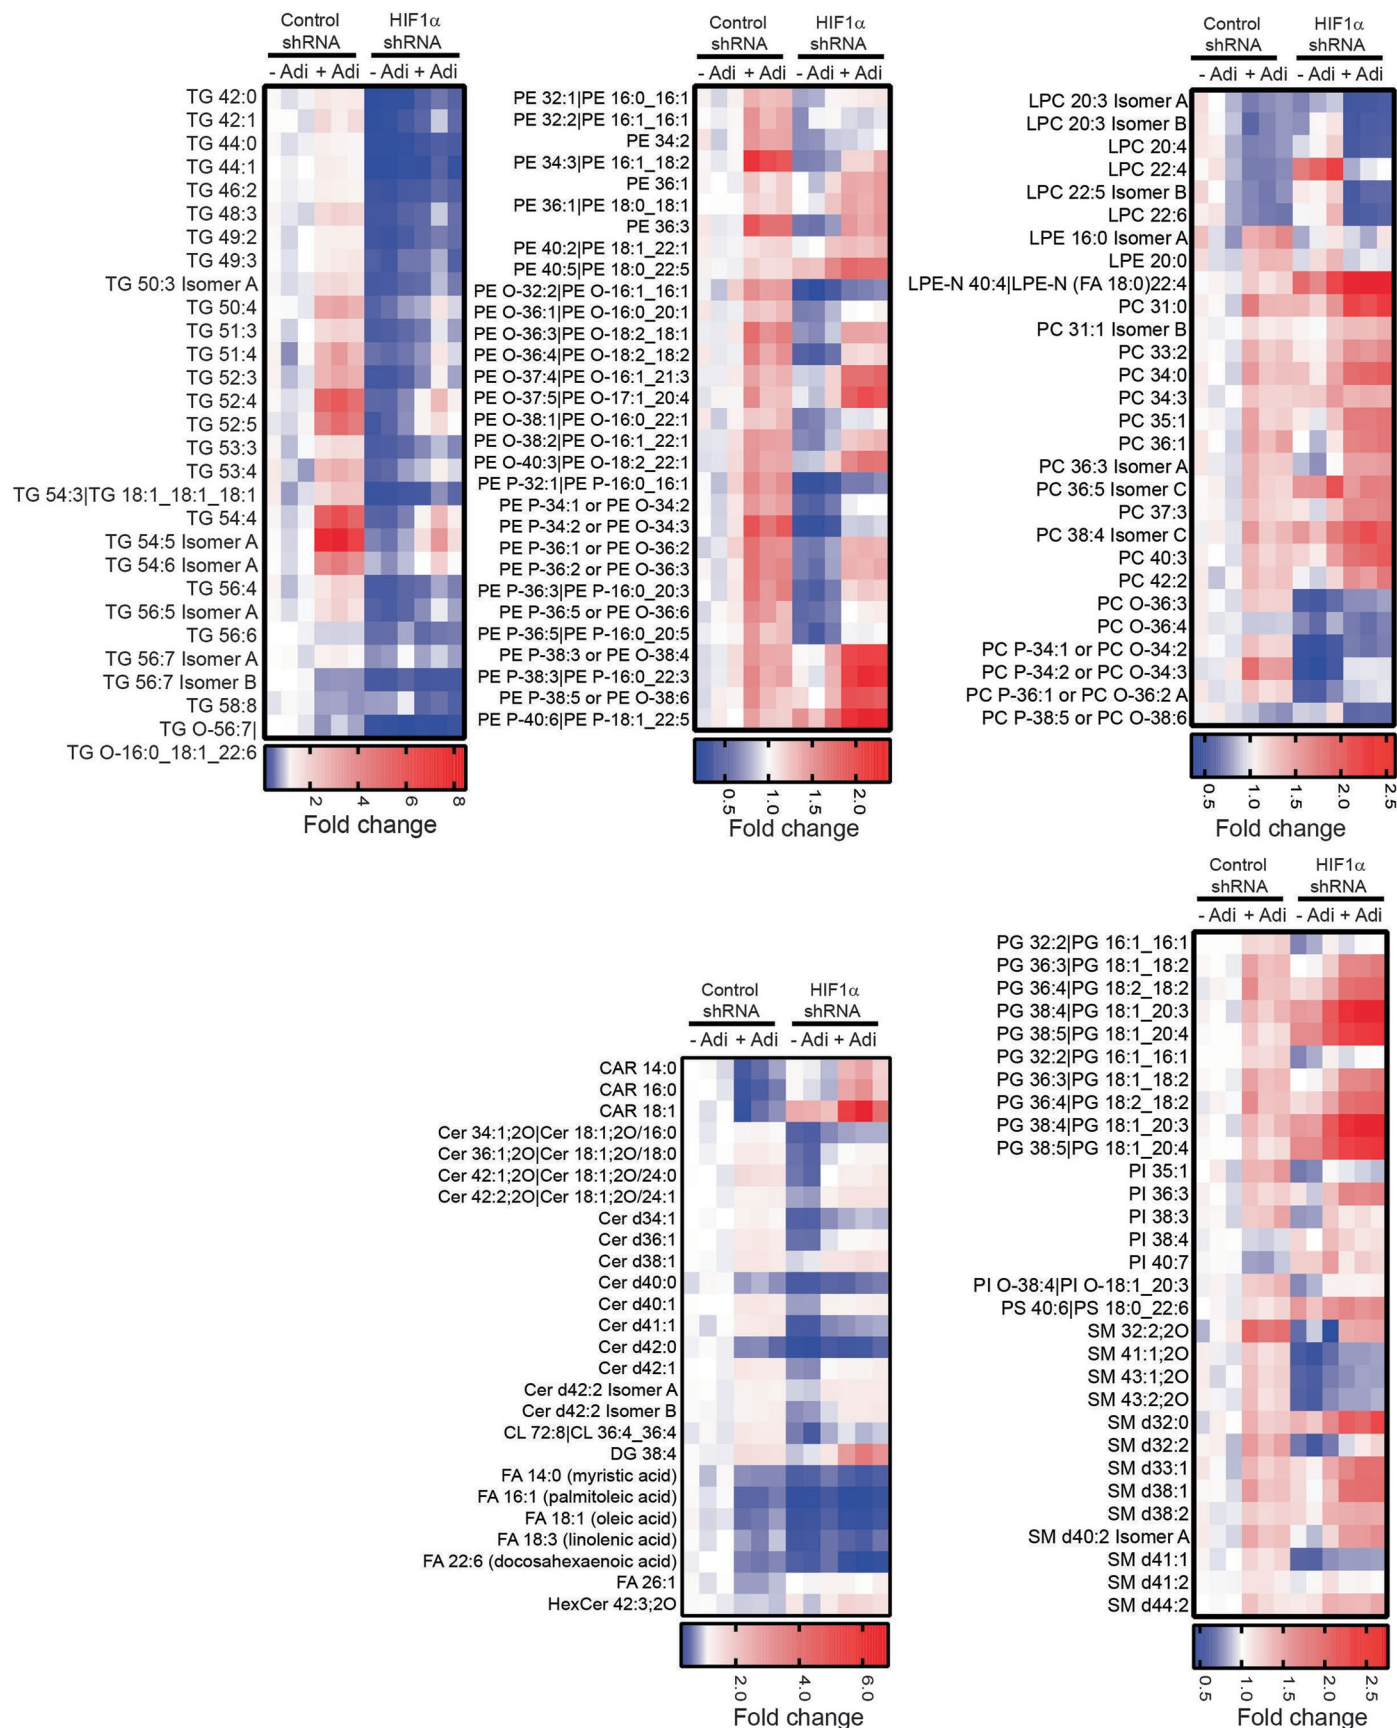 Control HIF1α
shRNA shRNA
- Adi + Adi - Adi + Adi
TG 42:0
TG 42:1
TG 44:0
TG 44:1
TG 46:2
TG 48:3
TG 49:2
TG 49:3
TG 50:3 Isomer A
TG 50:4
TG 51:3
TG 51:4
TG 52:3
TG 52:4
TG 52:5
TG 53:3
TG 53:4
TG 54:3|TG 18:1_18:1_18:1
TG 54:4
TG 54:5 Isomer A
TG 54:6 Isomer A
TG 56:4
TG 56:5 Isomer A
TG 56:6
TG 56:7 Isomer A
TG 56:7 Isomer B
TG 58:8
TG O-56:7|
TG O-16:0_18:1_22:6
2 4 6 8
Fold change
Control HIF1α
shRNA shRNA
- Adi + Adi - Adi + Adi
PE 32:1|PE 16:0_16:1
PE 32:2|PE 16:1_16:1
PE 34:2
PE 34:3|PE 16:1_18:2
PE 36:1
PE 36:1|PE 18:0_18:1
PE 36:3
PE 40:2|PE 18:1_22:1
PE 40:5|PE 18:0_22:5
PE O-32:2|PE O-16:1_16:1
PE O-36:1|PE O-16:0_20:1
PE O-36:3|PE O-18:2_18:1
PE O-36:4|PE O-18:2_18:2
PE O-37:4|PE O-16:1_21:3
PE O-37:5|PE O-17:1_20:4
PE O-38:1|PE O-16:0_22:1
PE O-38:2|PE O-16:1_22:1
PE O-40:3|PE O-18:2_22:1
PE P-32:1|PE P-16:0_16:1
PE P-34:1 or PE O-34:2
PE P-34:2 or PE O-34:3
PE P-36:1 or PE O-36:2
PE P-36:2 or PE O-36:3
PE P-36:3|PE P-16:0_20:3
PE P-36:5 or PE O-36:6
PE P-36:5|PE P-16:0_20:5
PE P-38:3 or PE O-38:4
PE P-38:3|PE P-16:0_22:3
PE P-38:5 or PE O-38:6
PE P-40:6|PE P-18:1_22:5
0.5 1.0 1.5 2.0
Fold change
Control HIF1α
shRNA shRNA
- Adi + Adi - Adi + Adi
LPC 20:3 Isomer A
LPC 20:3 Isomer B
LPC 20:4
LPC 22:4
LPC 22:5 Isomer B
LPC 22:6
LPE 16:0 Isomer A
LPE 20:0
LPE-N 40:4|LPE-N (FA 18:0)22:4
PC 31:0
PC 31:1 Isomer B
PC 33:2
PC 34:0
PC 34:3
PC 35:1
PC 36:1
PC 36:3 Isomer A
PC 36:5 Isomer C
PC 37:3
PC 38:4 Isomer C
PC 40:3
PC 42:2
PC O-36:3
PC O-36:4
PC P-34:1 or PC O-34:2
PC P-34:2 or PC O-34:3
PC P-36:1 or PC O-36:2 A
PC P-38:5 or PC O-38:6
0.5 1.0 1.5 2.0 2.5
Fold change
Control HIF1α
shRNA shRNA
- Adi + Adi - Adi + Adi
CAR 14:0
CAR 16:0
CAR 18:1
Cer 34:1;2O|Cer 18:1;2O/16:0
Cer 36:1;2O|Cer 18:1;2O/18:0
Cer 42:1;2O|Cer 18:1;2O/24:0
Cer 42:2;2O|Cer 18:1;2O/24:1
Cer d34:1
Cer d36:1
Cer d38:1
Cer d40:0
Cer d40:1
Cer d41:1
Cer d42:0
Cer d42:1
Cer d42:2 Isomer A
Cer d42:2 Isomer B
CL 72:8|CL 36:4_36:4
DG 38:4
FA 14:0 (myristic acid)
FA 16:1 (palmitoleic acid)
FA 18:1 (oleic acid)
FA 18:3 (linolenic acid)
FA 22:6 (docosahexaenoic acid)
FA 26:1
HexCer 42:3;2O
2.0 4.0 6.0
Fold change
Control HIF1α
shRNA shRNA
- Adi + Adi - Adi + Adi
PG 32:2|PG 16:1_16:1
PG 36:3|PG 18:1_18:2
PG 36:4|PG 18:2_18:2
PG 38:4|PG 18:1_20:3
PG 38:5|PG 18:1_20:4
PG 32:2|PG 16:1_16:1
PG 36:3|PG 18:1_18:2
PG 36:4|PG 18:2_18:2
PG 38:4|PG 18:1_20:3
PG 38:5|PG 18:1_20:4
PI 35:1
PI 36:3
PI 38:3
PI 38:4
PI 40:7
PI O-38:4|PI O-18:1_20:3
PS 40:6|PS 18:0_22:6
SM 32:2;2O
SM 41:1;2O
SM 43:1;2O
SM 43:2;2O
SM d32:0
SM d32:2
SM d33:1
SM d38:1
SM d38:2
SM d40:2 Isomer A
SM d41:1
SM d41:2
SM d44:2
0.5 1.0 1.5 2.0 2.5
Fold change